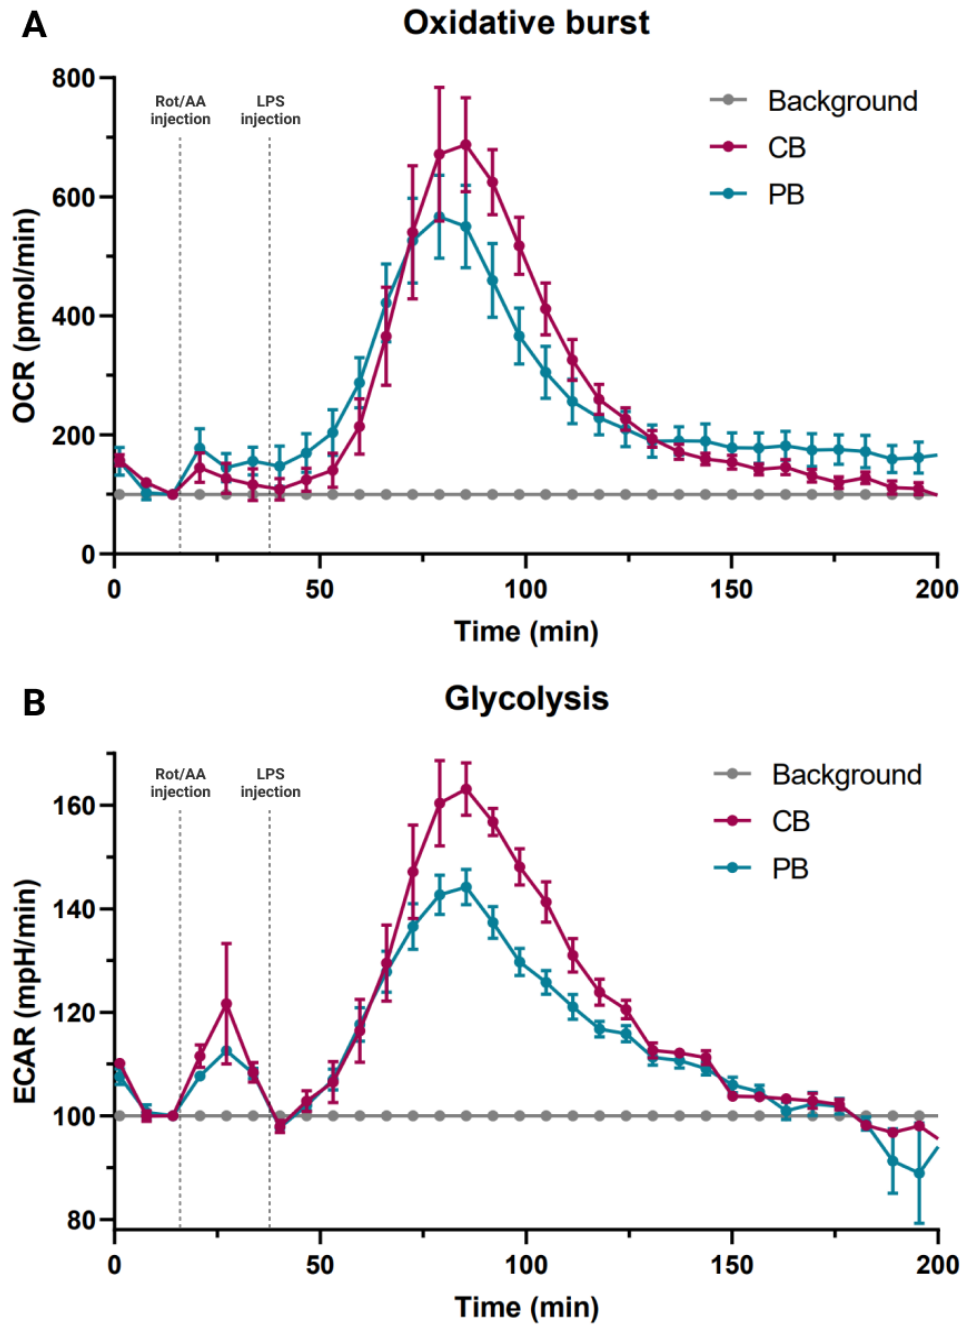 A
Oxidative burst
800
600
400
200
0
OCR (pmol/min)
Rot/AA
injection
LPS
injection
Background
CB
PB
0 50 100 150 200
Time (min)
B
Glycolysis
160
140
120
100
80
ECAR (mpH/min)
Rot/AA
injection
LPS
injection
Background
CB
PB
0 50 100 150 200
Time (min)